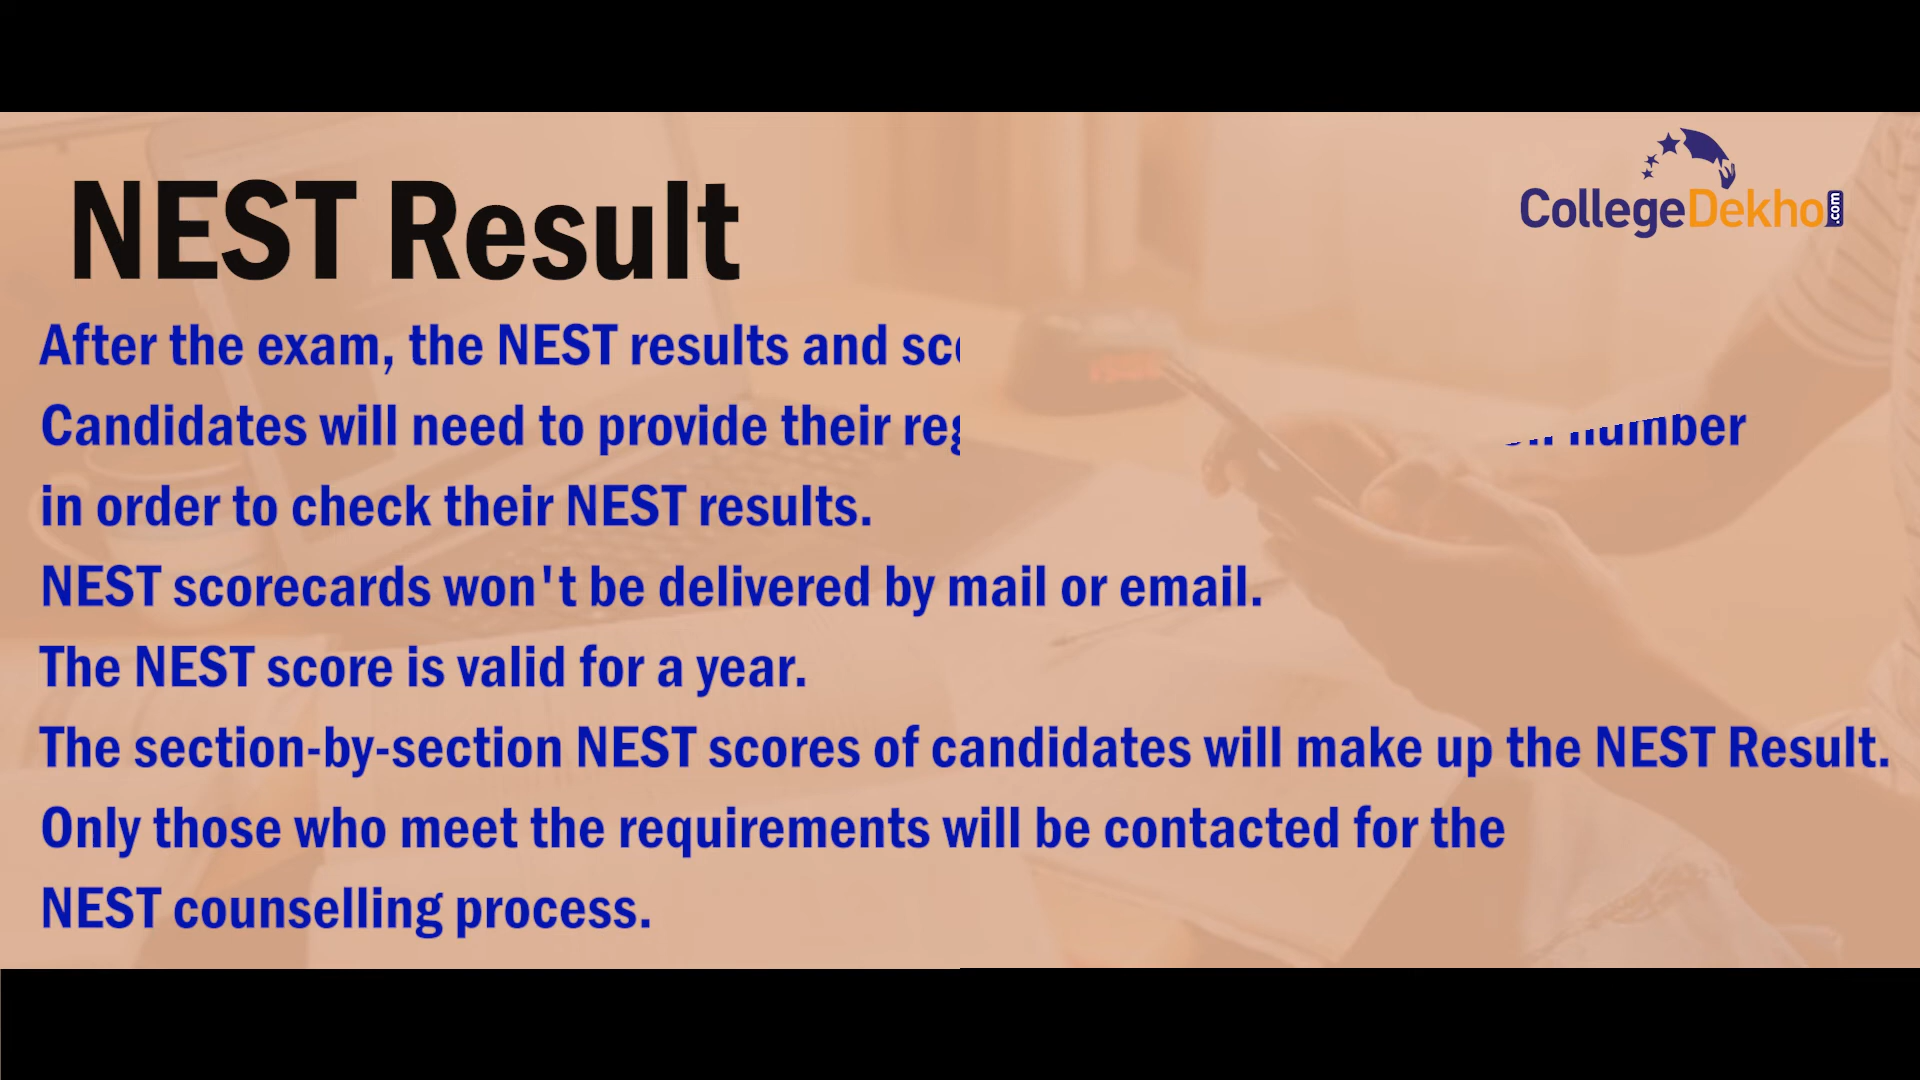 NEST Result
CollegeDekho.com
After the exam, the NEST results and
Candidates will need to provide their number
in order to check their NEST results.
NEST scorecards won't be delivered by mail or email.
The NEST score is valid for a year.
The section-by-section NEST scores of candidates will make up the NEST Result.
Only those who meet the requirements will be contacted for the
NEST counselling process.